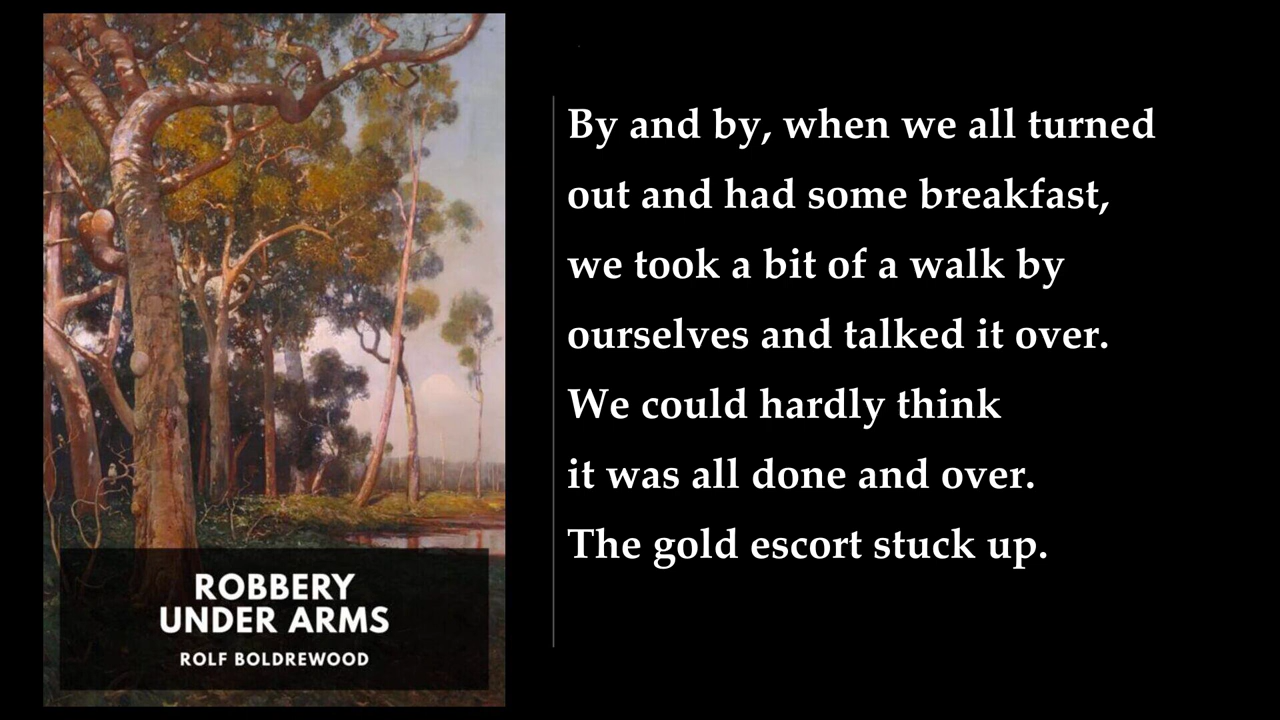 ROBBERY
UNDER ARMS
ROLF BOLDREWOOD
By and by, when we all turned
out and had some breakfast,
we took a bit of a walk by
ourselves and talked it over.
We could hardly think
it was all done and over.
The gold escort stuck up.